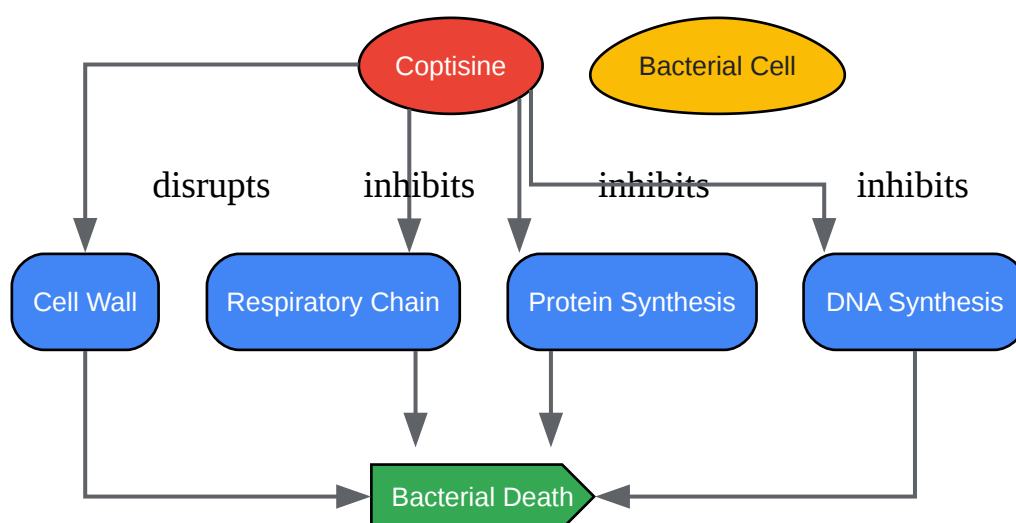 Coptisine
Bacterial Cell
disrupts
inhibits
inhibits
inhibits
Cell Wall
Respiratory Chain
Protein Synthesis
DNA Synthesis
Bacterial Death